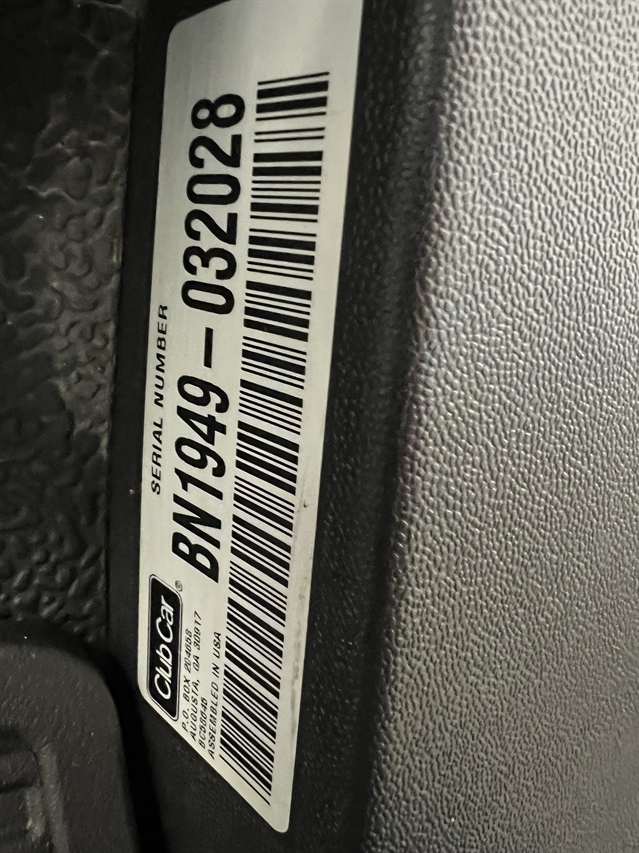 SERIAL NUMBER
BN1949-032028
Club Car®
P.O. BOX 204658
AUGUSTA, GA 30917
ASSEMBLED IN USA